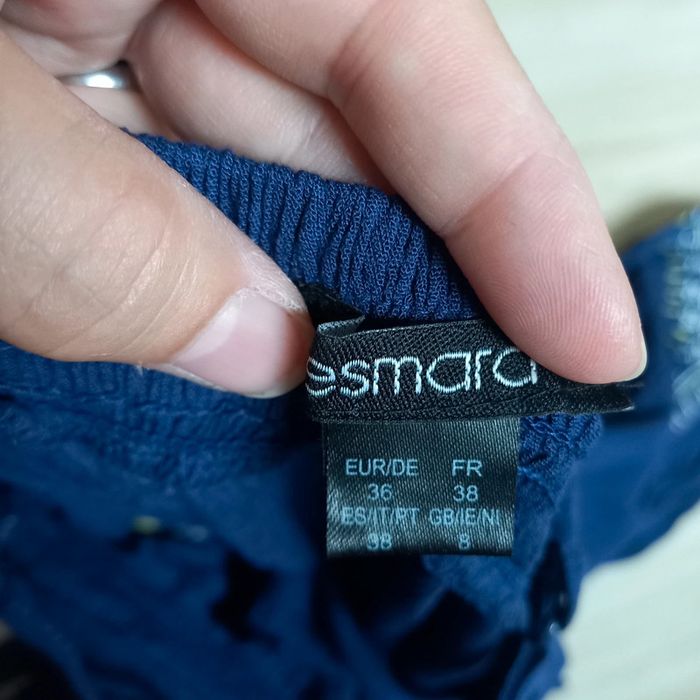 esmara
EUR/DE FR
36 38
ES/IT/PT GB/IE/NI
38 8